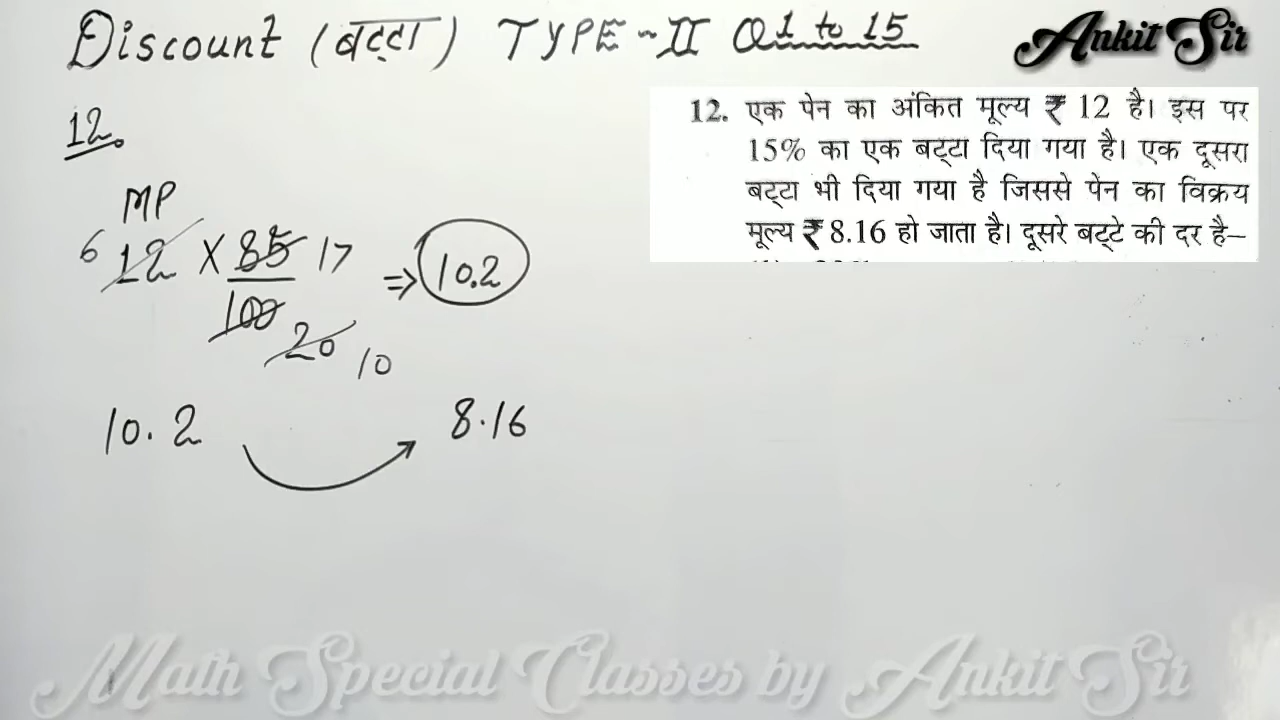 Discount (बट्टा) TYPE-II Q 1 to 15
Ankit Sir
12. एक पेन का अंकित मूल्य ₹ 12 है। इस पर
15% का एक बट्टा दिया गया है। एक दूसरा
बट्टा भी दिया गया है जिससे पेन का विक्रय
मूल्य ₹ 8.16 हो जाता है। दूसरे बट्टे की दर है–
12.
MP
6 12 × 85 17 ⇒ 10.2
100 20 10
10.2 8.16
Math Special Classes by Ankit Sir